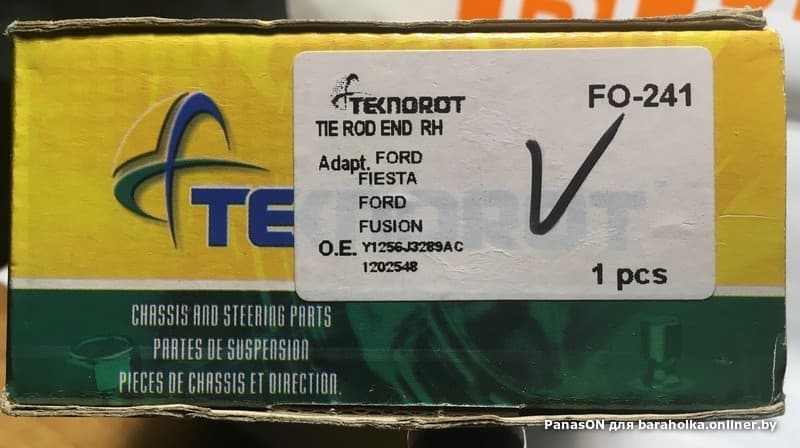 TEKNOROT
TEKNOROT
FO-241
TIE ROD END RH
Adapt. FORD
FIESTA
FORD
FUSION
O.E. Y1256J3289AC
1202548
1 pcs
CHASSIS AND STEERING PARTS
PARTES DE SUSPENSION
PIECES DE CHASSIS ET DIRECTION.
PanasON для baraholka.onliner.by